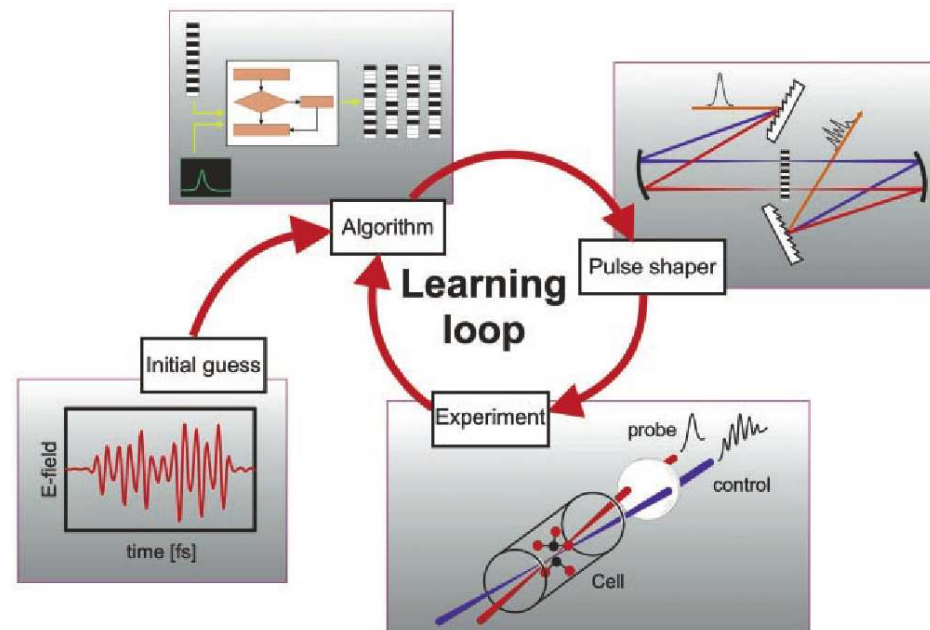 Algorithm
Pulse shaper
Learning
loop
Initial guess
Experiment
E-field
time [fs]
probe
control
Cell